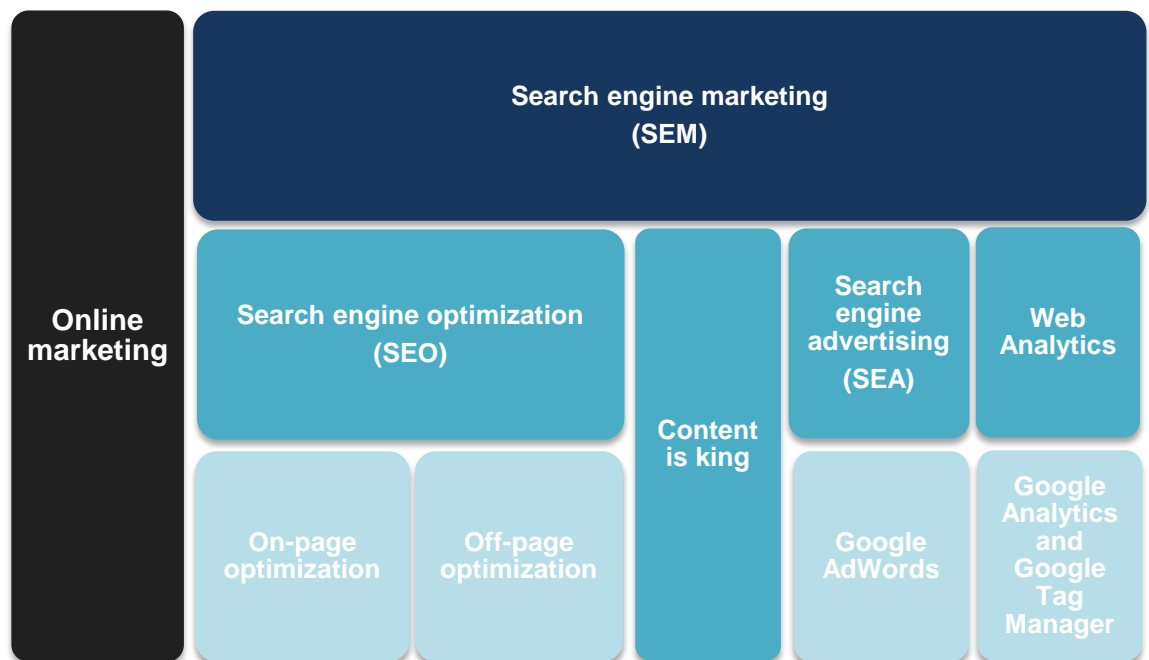 Search engine marketing
(SEM)
Online
marketing
Search engine optimization
(SEO)
Content
is king
Search
engine
advertising
(SEA)
Web
Analytics
On-page
optimization
Off-page
optimization
Google
AdWords
Google
Analytics
and
Google
Tag
Manager